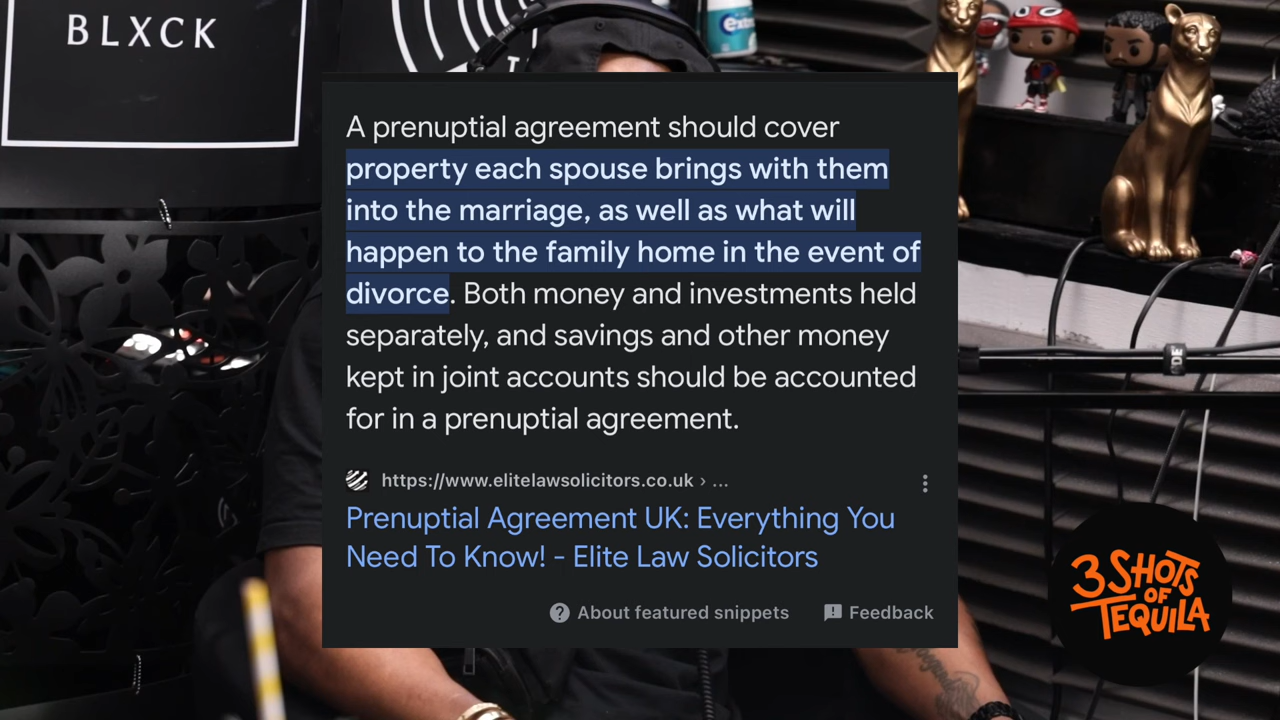 BLXCK
T
extra
A prenuptial agreement should cover
property each spouse brings with them
into the marriage, as well as what will
happen to the family home in the event of
divorce. Both money and investments held
separately, and savings and other money
kept in joint accounts should be accounted
for in a prenuptial agreement.
https://www.elitelawsolicitors.co.uk › ...
Prenuptial Agreement UK: Everything You
Need To Know! - Elite Law Solicitors
About featured snippets Feedback
3 SHOTS
OF
TEQUILA